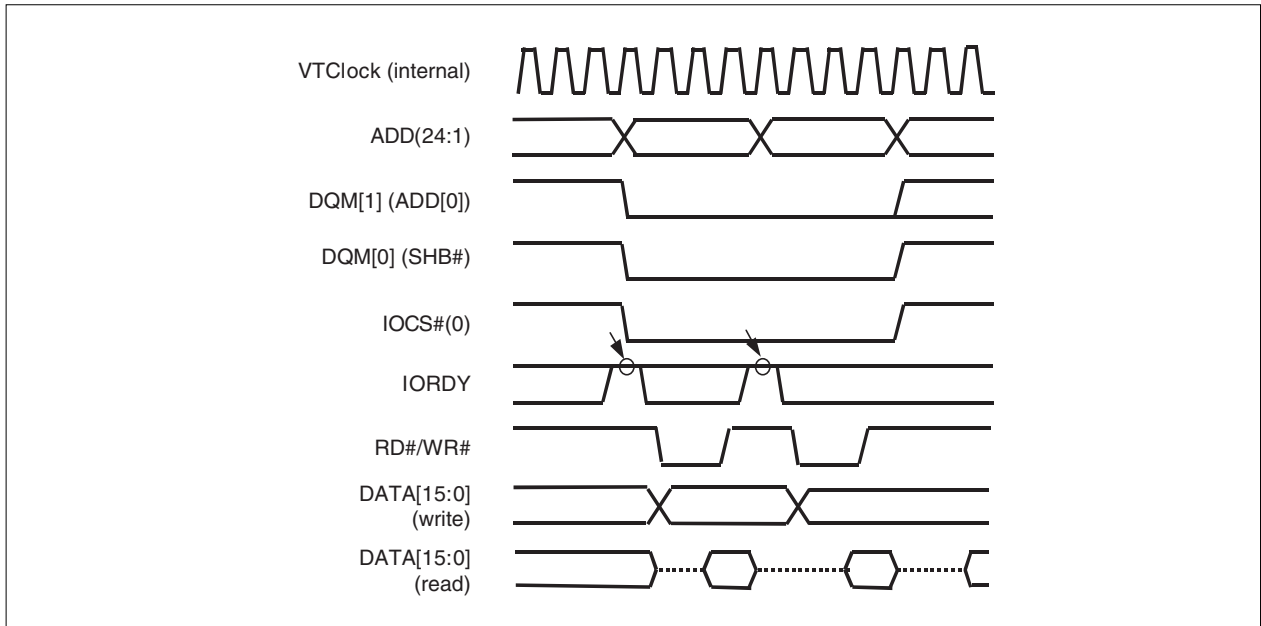 VTClock (internal)
ADD(24:1)
DQM[1] (ADD[0])
DQM[0] (SHB#)
IOCS#(0)
IORDY
RD#/WR#
DATA[15:0]
(write)
DATA[15:0]
(read)